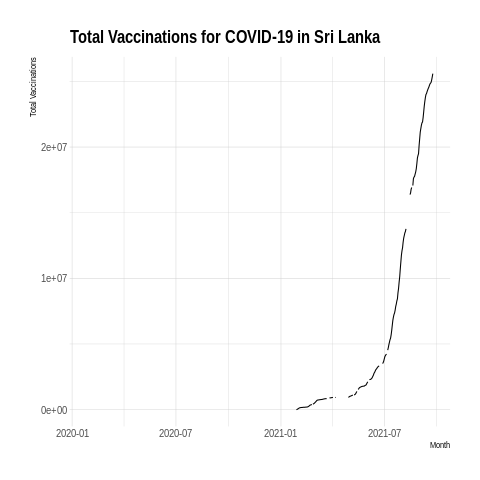 Total Vaccinations for COVID-19 in Sri Lanka
Total Vaccinations
2e+07
1e+07
0e+00
2020-01 2020-07 2021-01 2021-07
Month